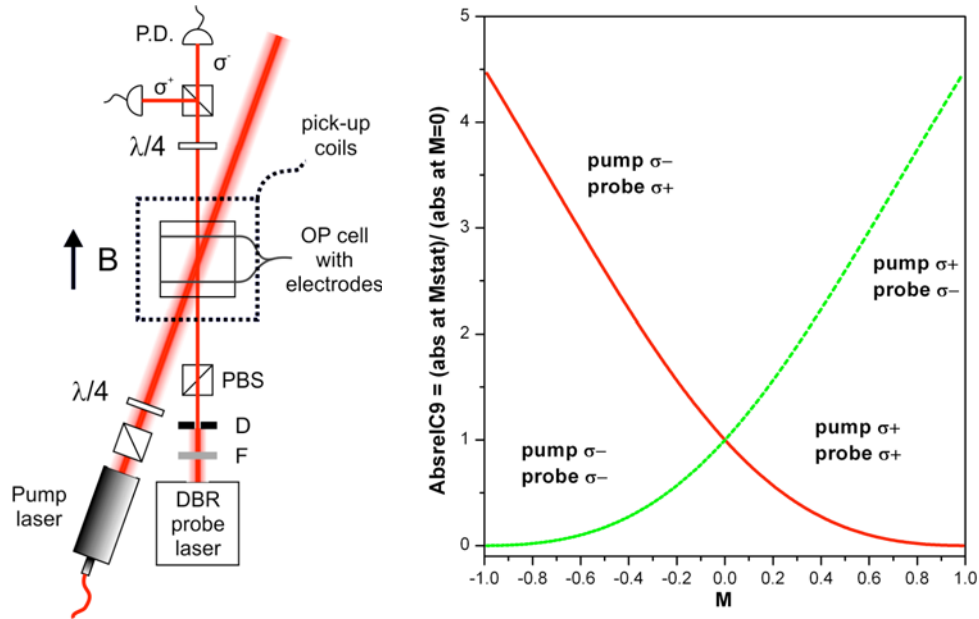 P.D.
σ⁻
σ⁺
λ/4
pick-up
coils
B
OP cell
with
electrodes
λ/4
PBS
D
F
Pump
laser
DBR
probe
laser
AbsrelC9 = (abs at Mstat)/ (abs at M=0)
5
4
3
2
1
0
pump σ−
probe σ+
pump σ+
probe σ−
pump σ−
probe σ−
pump σ+
probe σ+
-1.0 -0.8 -0.6 -0.4 -0.2 0.0 0.2 0.4 0.6 0.8 1.0
M